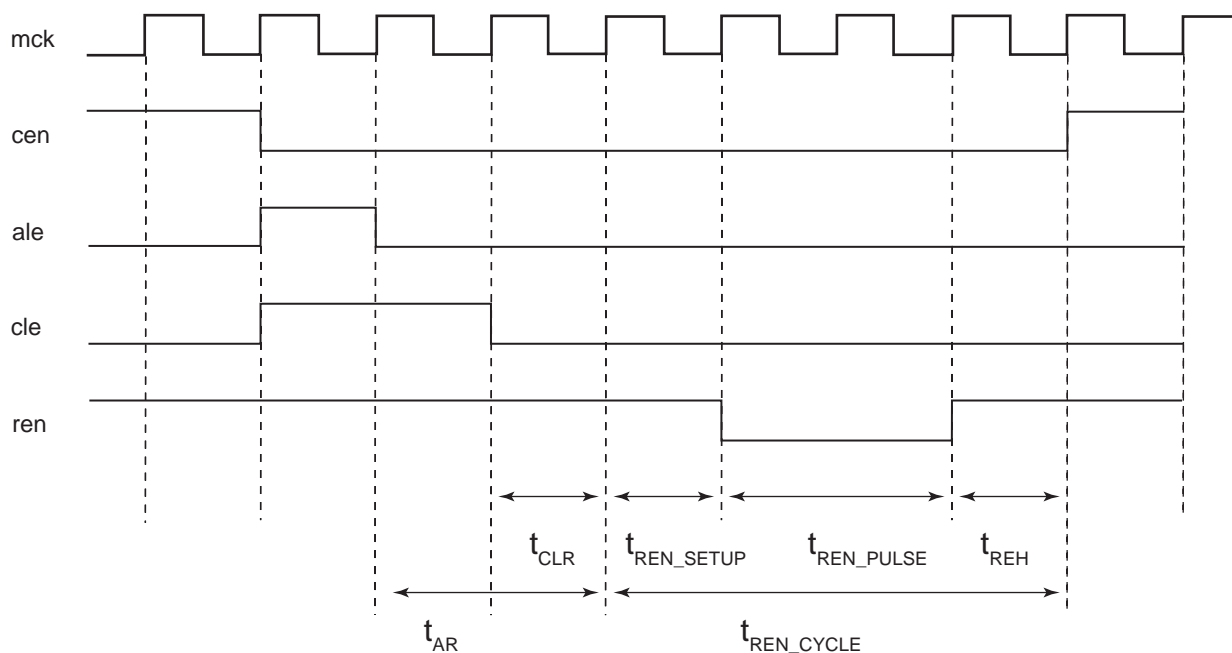 mck
cen
ale
cle
ren
tCLR tREN_SETUP tREN_PULSE tREH
tAR tREN_CYCLE